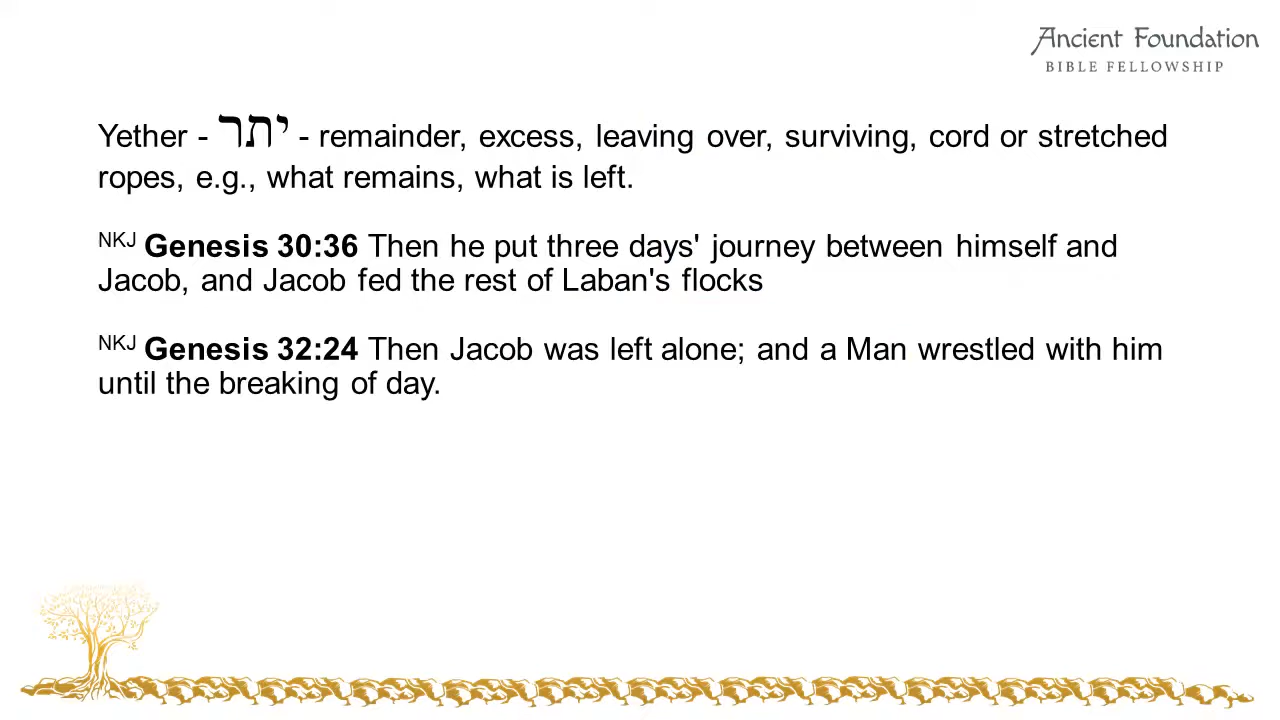 Ancient Foundation
BIBLE FELLOWSHIP
Yether - יתר - remainder, excess, leaving over, surviving, cord or stretched
ropes, e.g., what remains, what is left.
NKJ Genesis 30:36 Then he put three days' journey between himself and
Jacob, and Jacob fed the rest of Laban's flocks
NKJ Genesis 32:24 Then Jacob was left alone; and a Man wrestled with him
until the breaking of day.